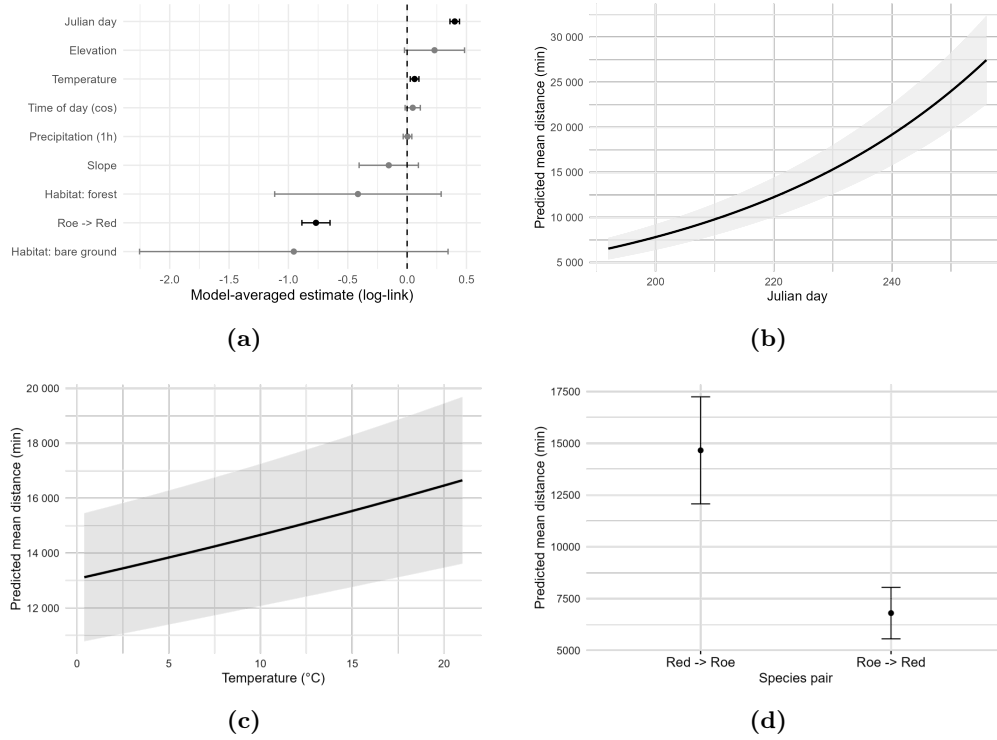 Julian day
Elevation
Temperature
Time of day (cos)
Precipitation (1h)
Slope
Habitat: forest
Roe -> Red
Habitat: bare ground
-2.0 -1.5 -1.0 -0.5 0.0 0.5
Model-averaged estimate (log-link)
(a)
Predicted mean distance (min)
30 000
25 000
20 000
15 000
10 000
5 000
200 220 240
Julian day
(b)
Predicted mean distance (min)
20 000
18 000
16 000
14 000
12 000
0 5 10 15 20
Temperature (°C)
(c)
Predicted mean distance (min)
17500
15000
12500
10000
7500
5000
Red -> Roe Roe -> Red
Species pair
(d)